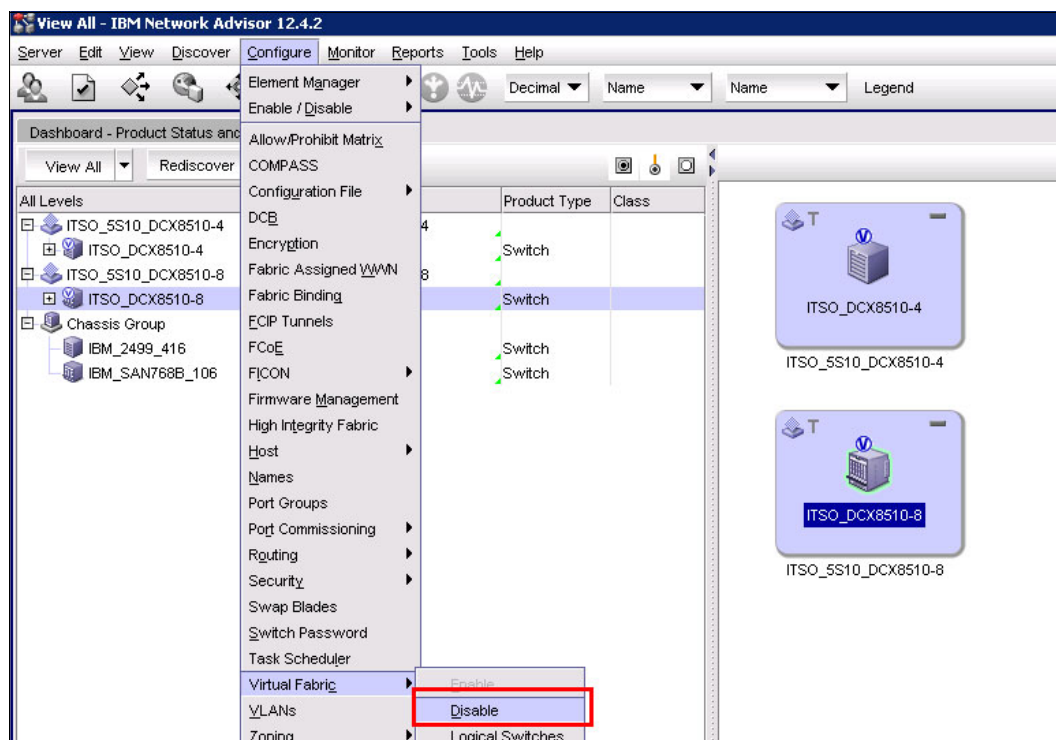 View All - IBM Network Advisor 12.4.2
Server Edit View Discover Configure Monitor Reports Tools Help
Decimal Name Name Legend
Dashboard - Product Status and
View All Rediscover
All Levels Product Type Class
ITSO_5S10_DCX8510-4 4
ITSO_DCX8510-4 Switch
ITSO_5S10_DCX8510-8 8
ITSO_DCX8510-8 Switch
Chassis Group
IBM_2499_416 Switch
IBM_SAN768B_106 Switch
Element Manager
Enable / Disable
Allow/Prohibit Matrix
COMPASS
Configuration File
DCB
Encryption
Fabric Assigned WWN
Fabric Binding
FCIP Tunnels
FCoE
FICON
Firmware Management
High Integrity Fabric
Host
Names
Port Groups
Port Commissioning
Routing
Security
Swap Blades
Switch Password
Task Scheduler
Virtual Fabric
VLANs
Zoning
Enable
Disable
Logical Switches
T
V
ITSO_DCX8510-4
ITSO_5S10_DCX8510-4
T
V
ITSO_DCX8510-8
ITSO_5S10_DCX8510-8